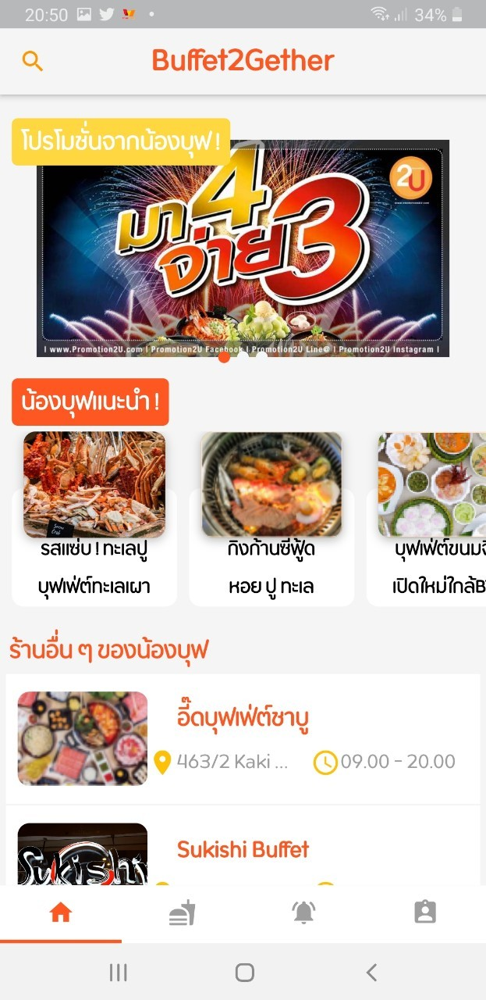 20:50
34%
Buffet2Gether
โปรโมชั่นจากน้องบุฟ !
2U
มา 4
จ่าย 3
| www.Promotion2U.com | Promotion2U Facebook | Promotion2U Line@ | Promotion2U Instagram |
น้องบุฟแนะนำ !
Snow
Crab
รสแซ่บ ! ทะเลปู
บุฟเฟ่ต์ทะเลเผา
กิงก้านซีฟู้ด
หอย ปู ทะเล
บุฟเฟ่ต์ขนมจี
เปิดใหม่ใกล้B
ร้านอื่น ๆ ของน้องบุฟ
อี๊ดบุฟเฟ่ต์ชาบู
463/2 Kaki ...
09.00 - 20.00
Sukishi
Sukishi Buffet